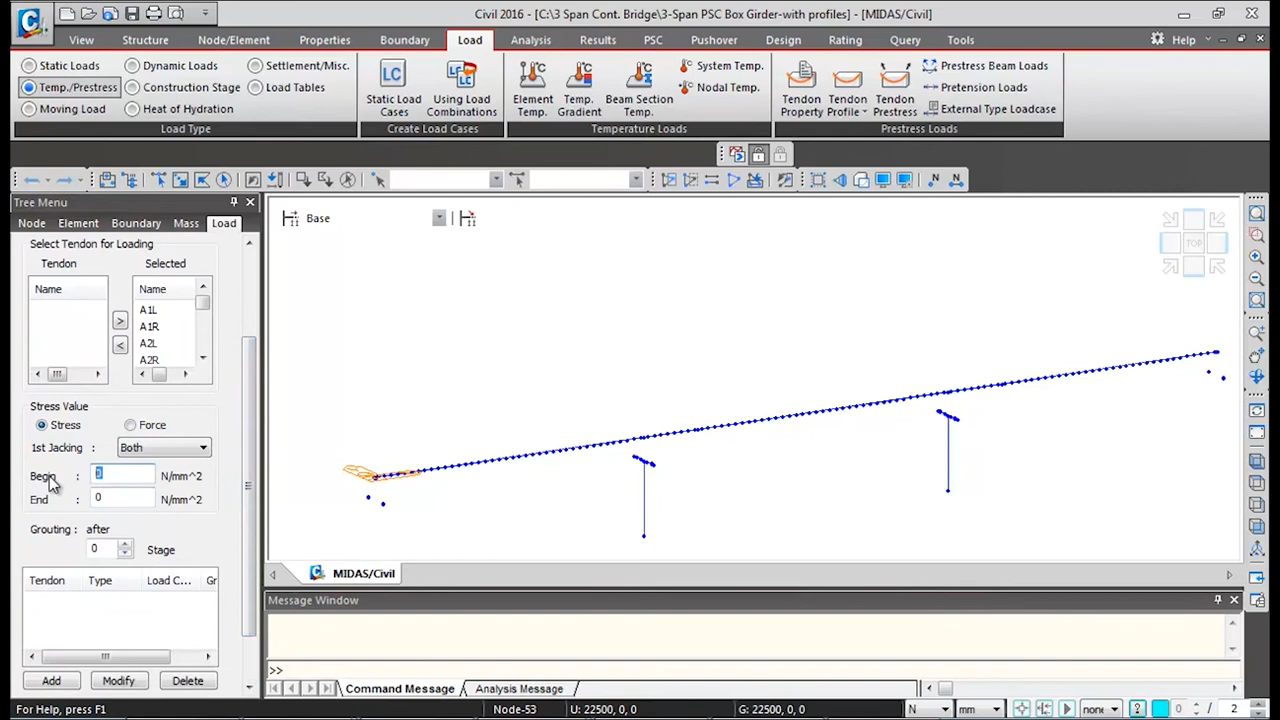 Civil 2016 - [C:\3 Span Cont. Bridge\3-Span PSC Box Girder-with profiles] - [MIDAS/Civil]
View Structure Node/Element Properties Boundary Load Analysis Results PSC Pushover Design Rating Query Tools Help
Static Loads Dynamic Loads Settlement/Misc.
Temp./Prestress Construction Stage Load Tables
Moving Load Heat of Hydration
Load Type
LC
Static Load Cases
Using Load Combinations
Create Load Cases
Element Temp.
Temp. Gradient
Beam Section Temp.
System Temp.
Nodal Temp.
Temperature Loads
Tendon Property
Tendon Profile
Tendon Prestress
Prestress Beam Loads
Pretension Loads
External Type Loadcase
Prestress Loads
Tree Menu
Node Element Boundary Mass Load
Select Tendon for Loading
Tendon Selected
Name Name
A1L
A1R
A2L
A2R
> 
<
Stress Value
Stress Force
1st Jacking : Both
Begin : 0 N/mm^2
End : 0 N/mm^2
Grouting : after
0 Stage
Tendon Type Load C... Gr
Add Modify Delete
Base
TOP
MIDAS/Civil
Message Window
>>
Command Message Analysis Message
For Help, press F1 Node-53 U: 22500, 0, 0 G: 22500, 0, 0 N mm none 0 / 2